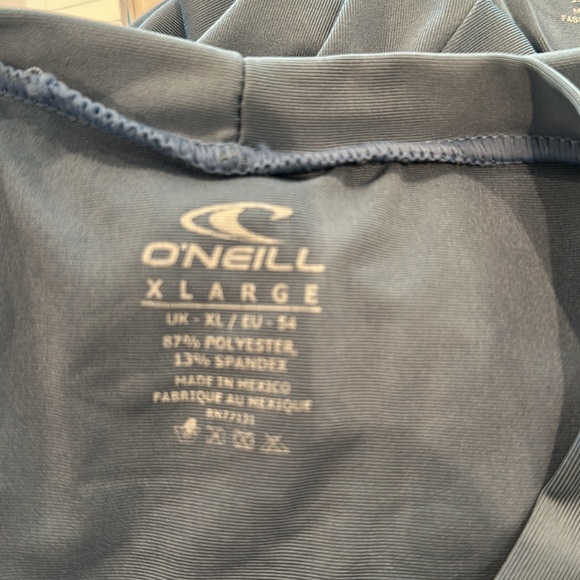 O'NEILL
XLARGE
UK - XL / EU - 54
87% POLYESTER,
13% SPANDEX
MADE IN MEXICO
FABRIQUE AU MEXIQUE